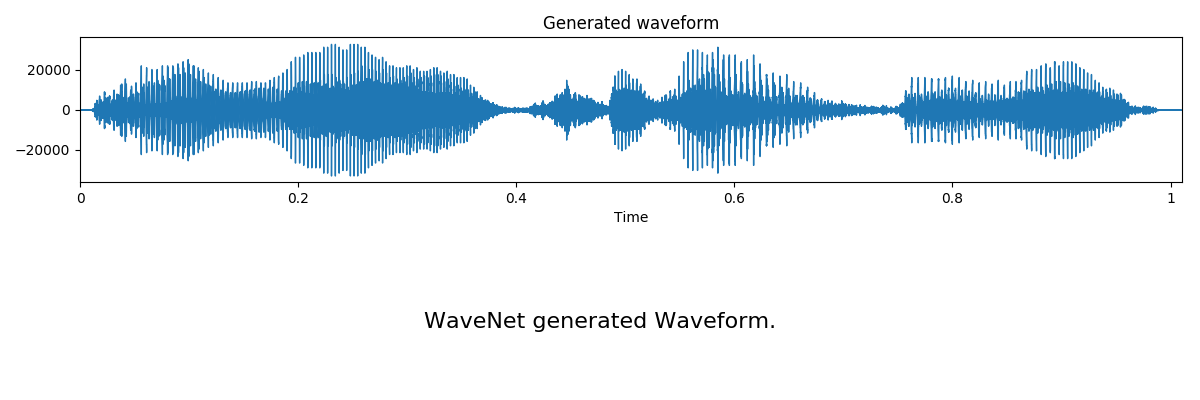 Generated waveform
20000
0
−20000
0 0.2 0.4 0.6 0.8 1
Time
WaveNet generated Waveform.